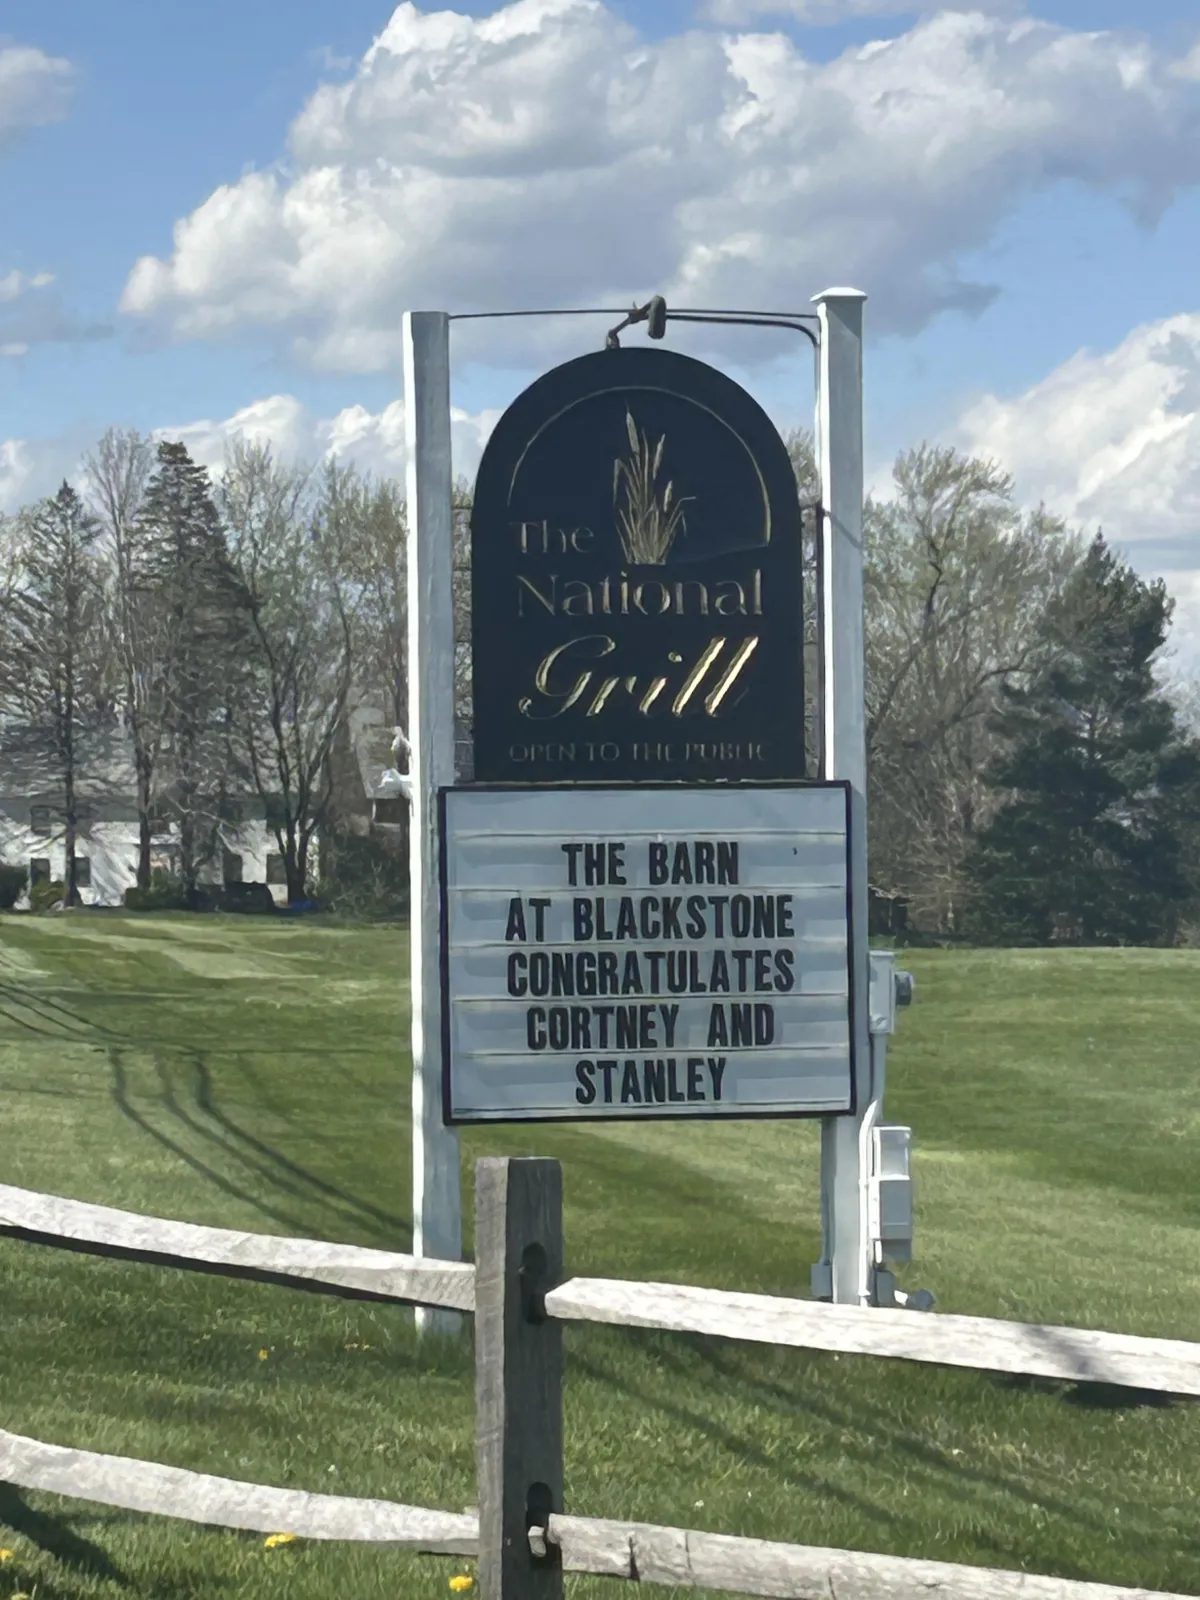 The
National
Grill
OPEN TO THE PUBLIC
THE BARN
AT BLACKSTONE
CONGRATULATES
CORTNEY AND
STANLEY